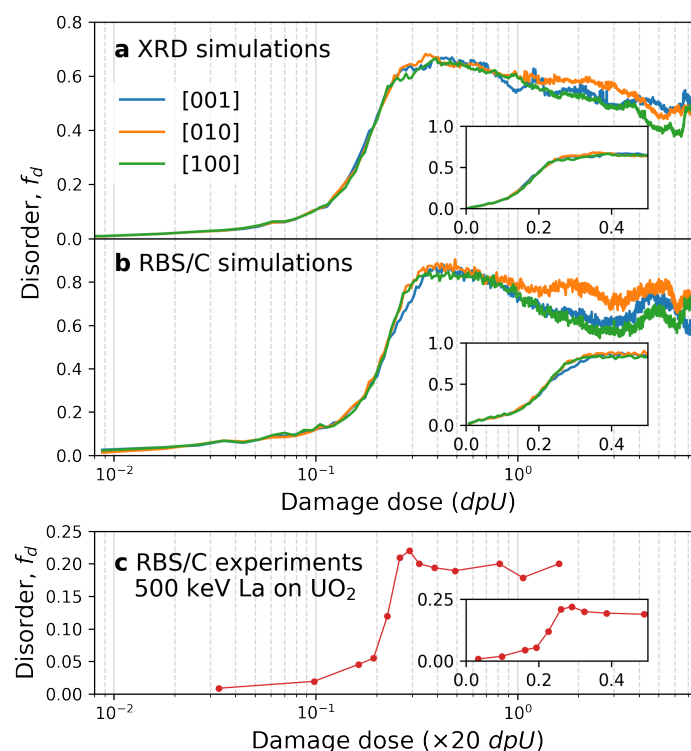 0.8
a XRD simulations
0.6
[001]
0.4
[010]
1.0
[100]
0.5
0.2
0.0
0.0 0.2 0.4
0.0
Disorder, f_d
b RBS/C simulations
0.8
0.6
0.4
1.0
0.5
0.2
0.0
0.0 0.2 0.4
0.0
10⁻² 10⁻¹ 10⁰
Damage dose (dpU)
0.25
c RBS/C experiments
500 keV La on UO₂
0.20
0.15
0.25
0.10
0.05
0.00
0.0 0.2 0.4
0.00
Disorder, f_d
10⁻² 10⁻¹ 10⁰
Damage dose (×20 dpU)